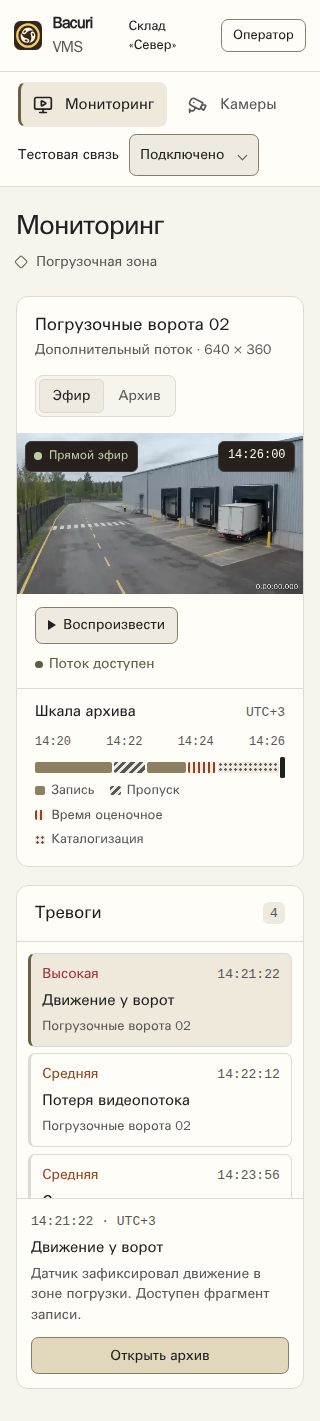 Bacuri
VMS
Склад
«Север»
Оператор
Мониторинг
Камеры
Тестовая связь
Подключено
Мониторинг
Погрузочная зона
Погрузочные ворота 02
Дополнительный поток · 640 × 360
Эфир
Архив
Прямой эфир
14:26:00
0:00:00.000
Воспроизвести
Поток доступен
Шкала архива
UTC+3
14:20 14:22 14:24 14:26
Запись
Пропуск
Время оценочное
Каталогизация
Тревоги
4
Высокая
14:21:22
Движение у ворот
Погрузочные ворота 02
Средняя
14:22:12
Потеря видеопотока
Погрузочные ворота 02
Средняя
14:23:56
14:21:22 · UTC+3
Движение у ворот
Датчик зафиксировал движение в
зоне погрузки. Доступен фрагмент
записи.
Открыть архив